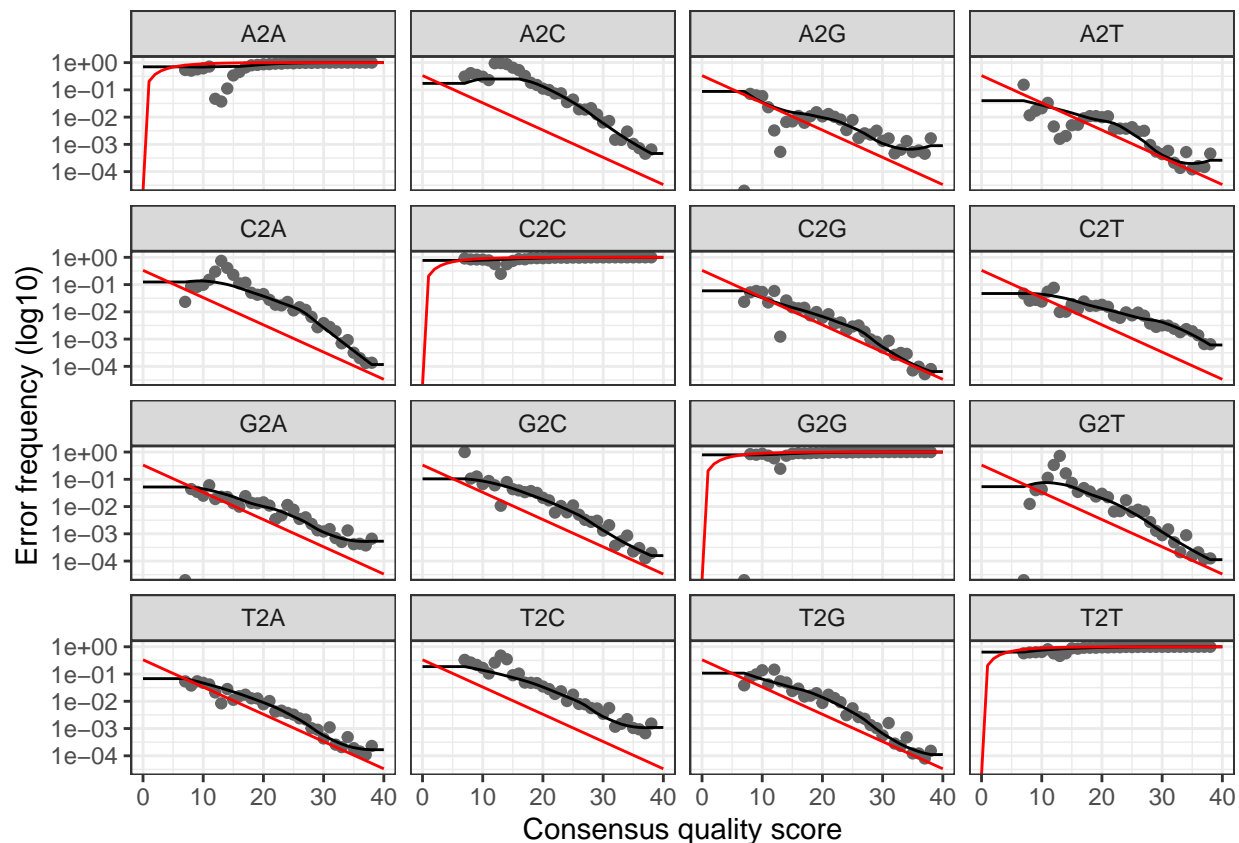 A2A A2C A2G A2T
1e+00
1e−01
1e−02
1e−03
1e−04
C2A C2C C2G C2T
1e+00
1e−01
1e−02
1e−03
1e−04
G2A G2C G2G G2T
1e+00
1e−01
1e−02
1e−03
1e−04
T2A T2C T2G T2T
1e+00
1e−01
1e−02
1e−03
1e−04
0 10 20 30 40 0 10 20 30 40 0 10 20 30 40 0 10 20 30 40
Consensus quality score
Error frequency (log10)